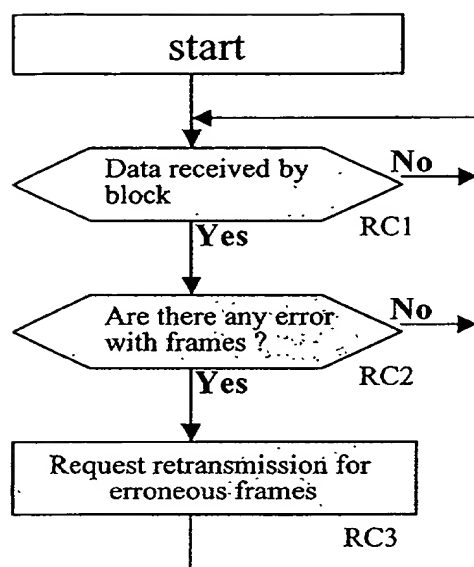 start
Data received by
block
No
RC1
Yes
Are there any error
with frames ?
No
RC2
Yes
Request retransmission for
erroneous frames
RC3